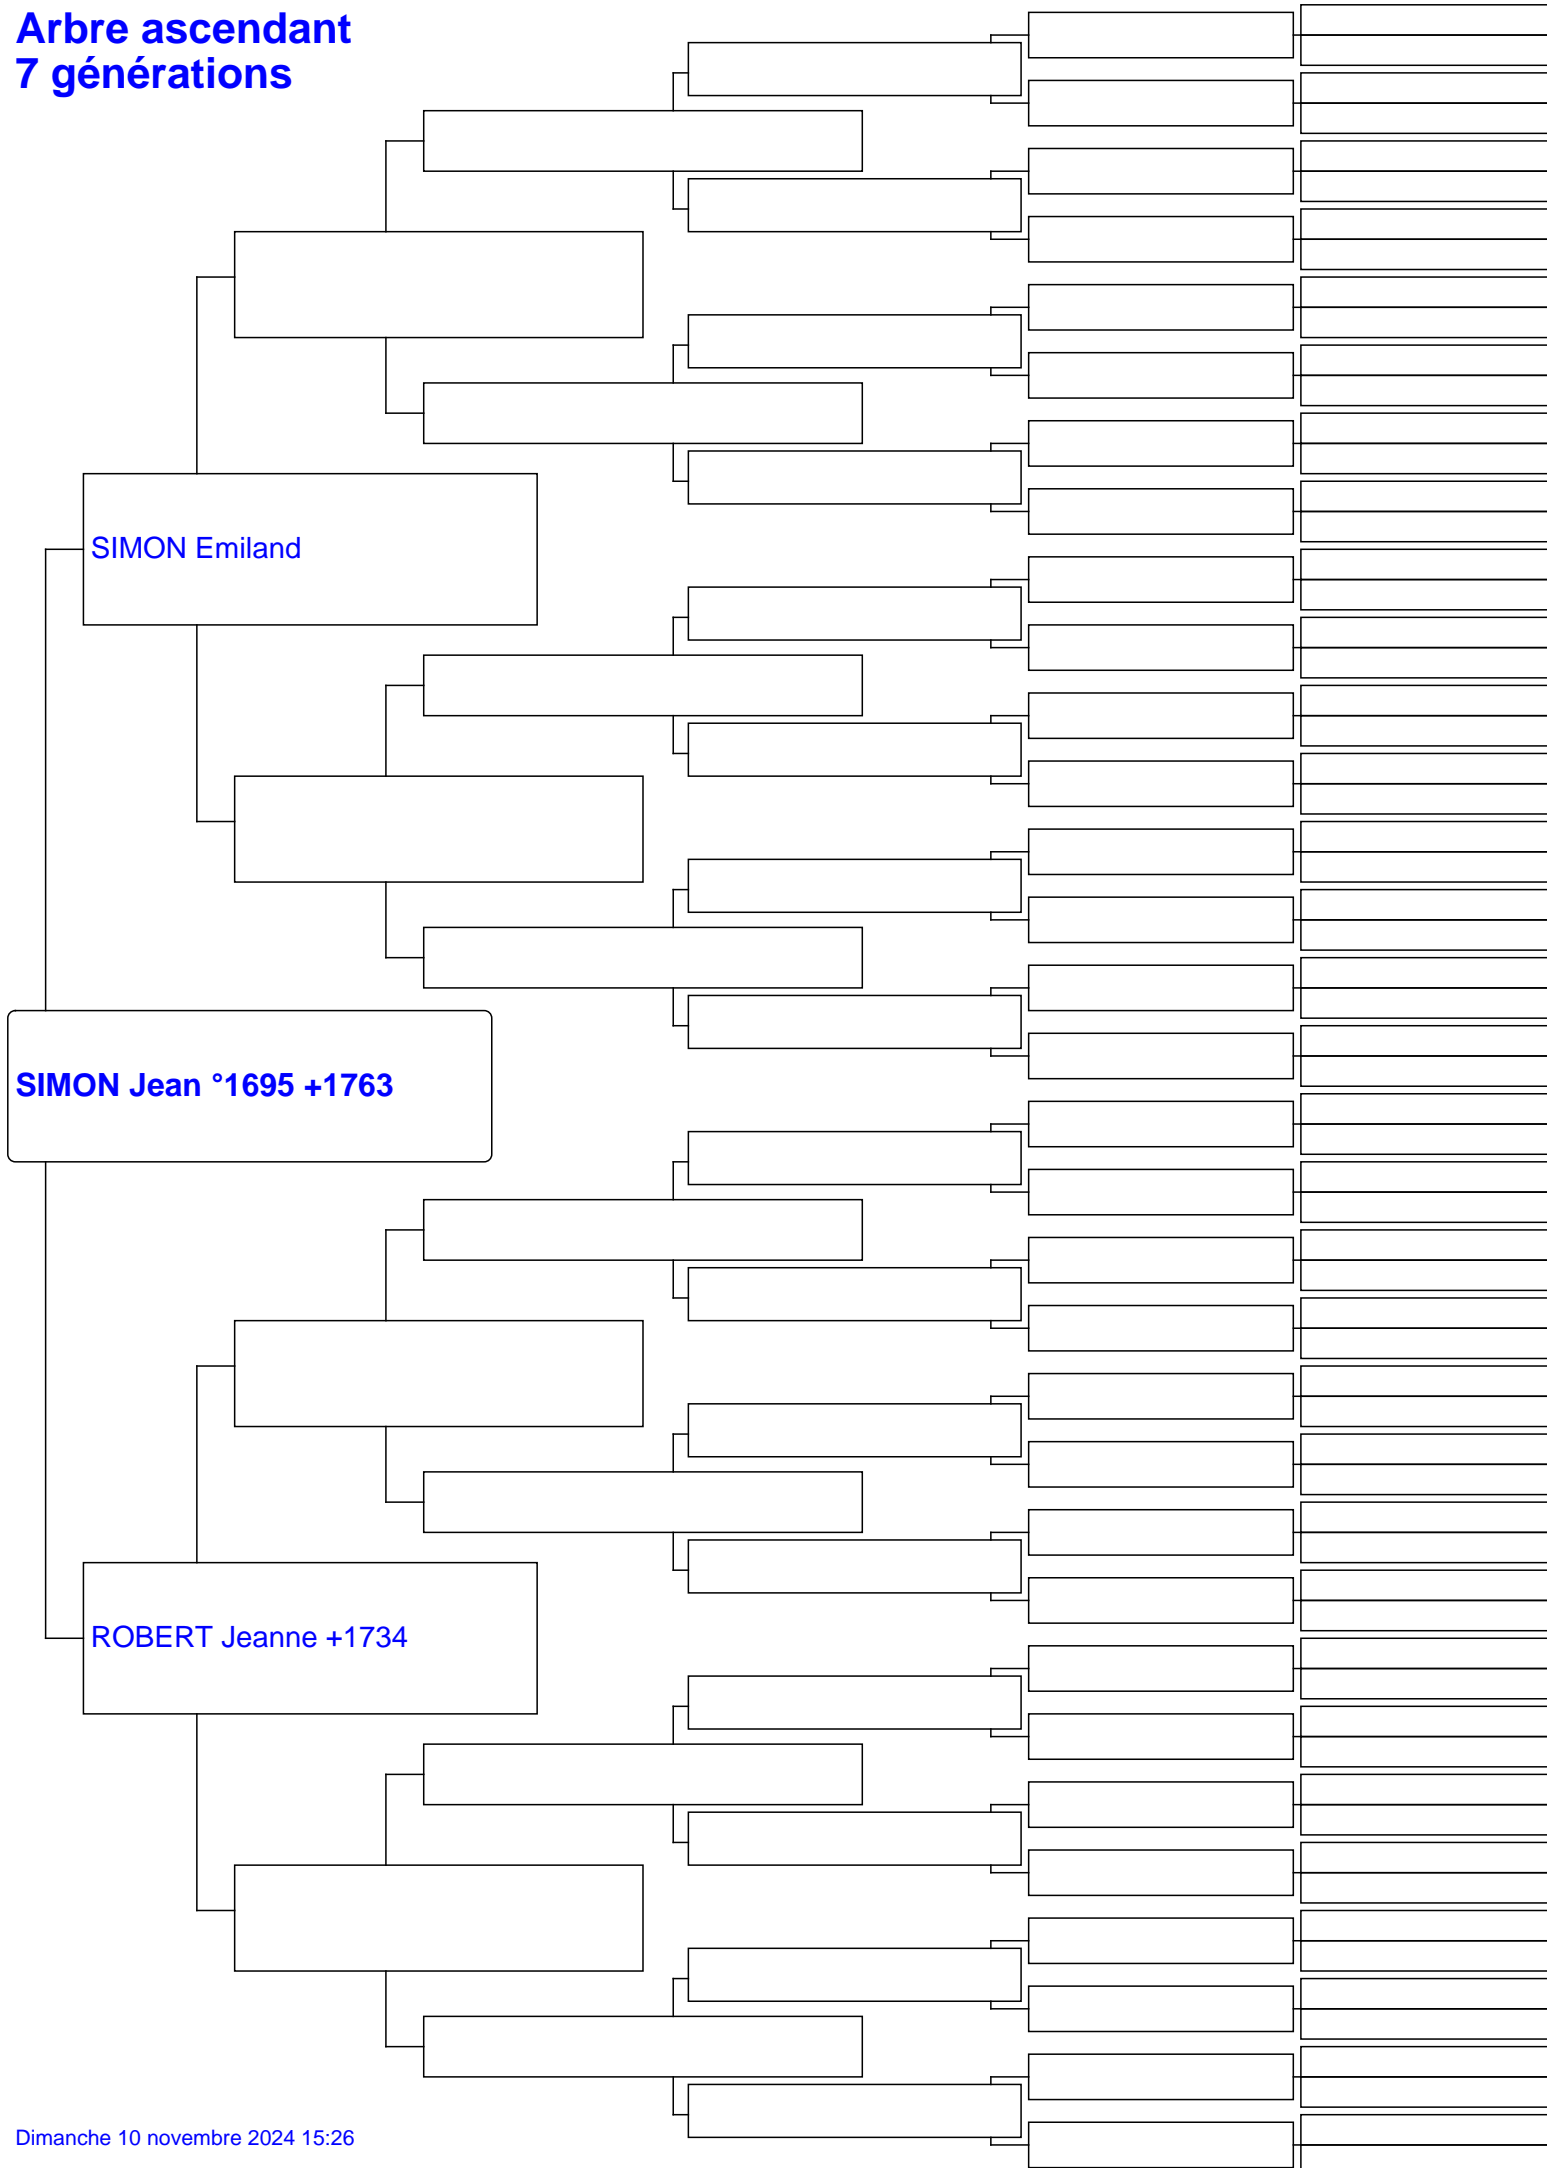 Arbre ascendant
7 générations
SIMON Emiland
SIMON Jean °1695 +1763
ROBERT Jeanne +1734
Dimanche 10 novembre 2024 15:26